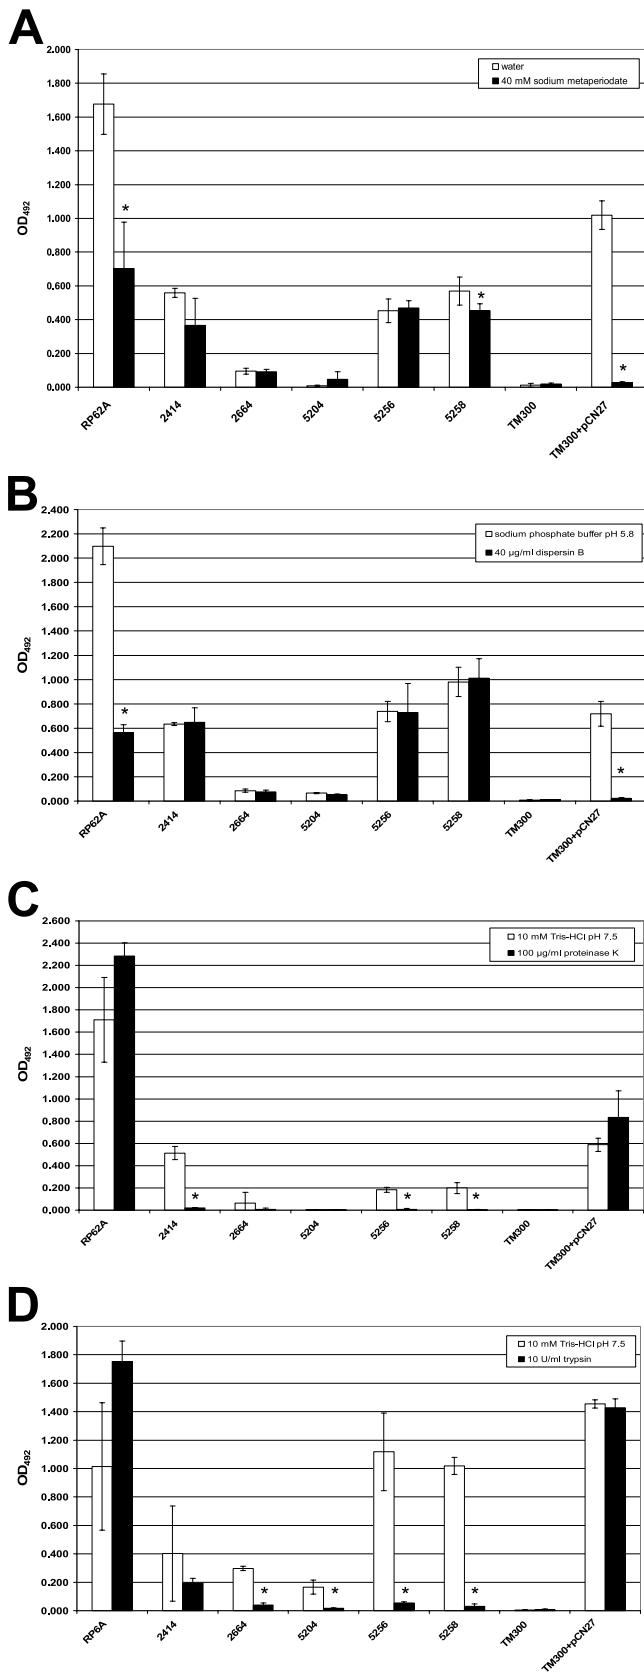 A
2.000
1.800
1.600
1.400
1.200
1.000
0.800
0.600
0.400
0.200
0.000
OD492
water
40 mM sodium metaperiodate
*
*
*
RP62A
2414
2664
5204
5256
5258
TM300
TM300+pCN27
B
2.400
2.200
2.000
1.800
1.600
1.400
1.200
1.000
0.800
0.600
0.400
0.200
0.000
OD492
sodium phosphate buffer pH 5.8
40 µg/ml dispersin B
*
*
RP62A
2414
2664
5204
5256
5258
TM300
TM300+pCN27
C
2.600
2.400
2.200
2.000
1.800
1.600
1.400
1.200
1.000
0.800
0.600
0.400
0.200
0.000
OD492
10 mM Tris-HCl pH 7.5
100 µg/ml proteinase K
*
*
*
RP62A
2414
2664
5204
5256
5258
TM300
TM300+pCN27
D
2.000
1.800
1.600
1.400
1.200
1.000
0.800
0.600
0.400
0.200
0.000
OD492
10 mM Tris-HCl pH 7.5
10 U/ml trypsin
*
*
*
*
RP6A
2414
2664
5204
5256
5258
TM300
TM300+pCN27